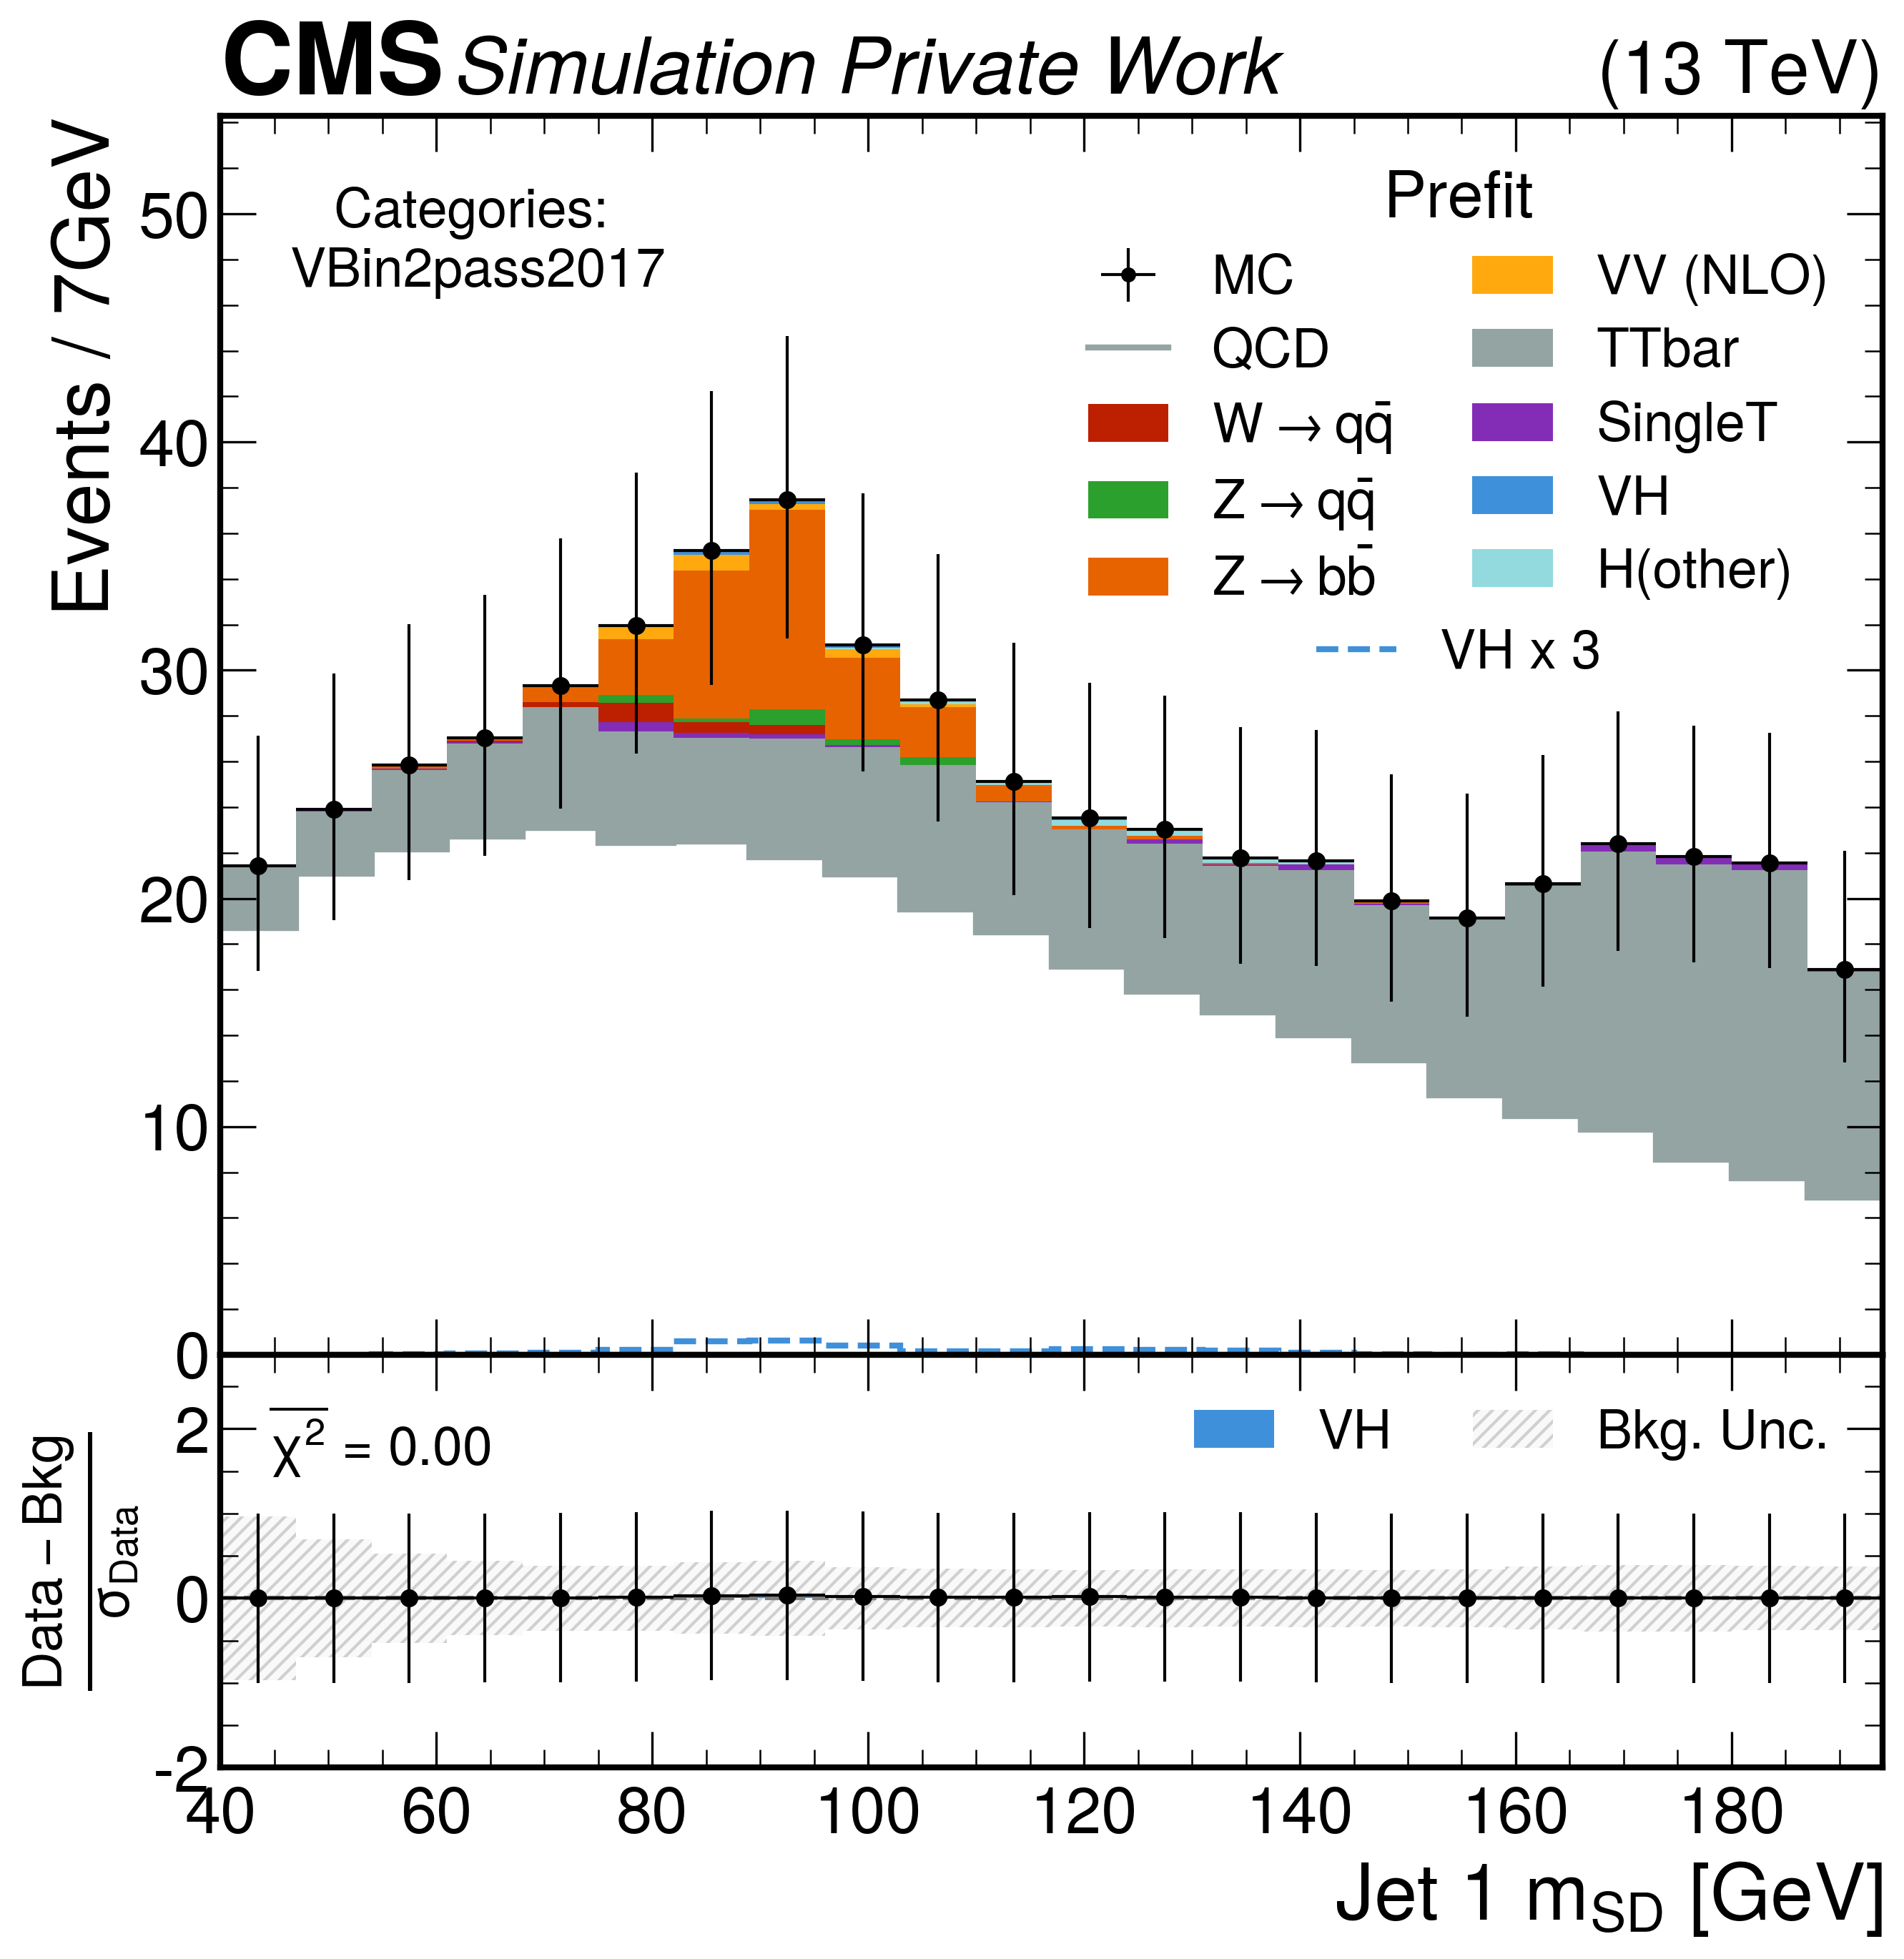 CMS Simulation Private Work (13 TeV)
Events / 7GeV
50
40
30
20
10
0
Categories:
VBin2pass2017
Prefit
MC
QCD
W → qq̄
Z → qq̄
Z → bb̄
VV (NLO)
TTbar
SingleT
VH
H(other)
VH x 3
Data − Bkg
σData
2
0
-2
χ² = 0.00
VH
Bkg. Unc.
40 60 80 100 120 140 160 180
Jet 1 mSD [GeV]